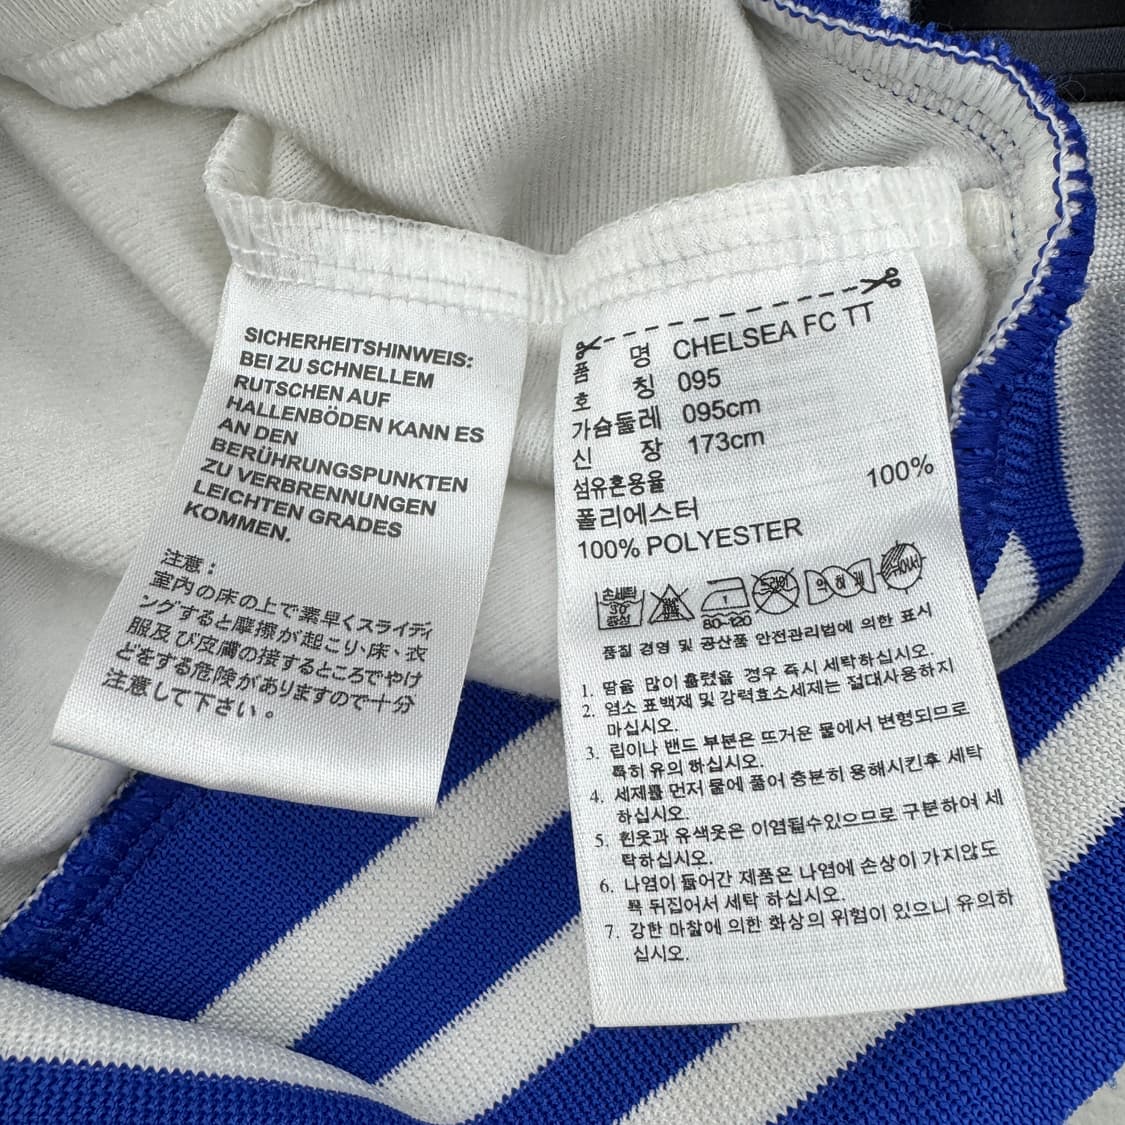 SICHERHEITSHINWEIS:
BEI ZU SCHNELLEM
RUTSCHEN AUF
HALLENBÖDEN KANN ES
AN DEN
BERÜHRUNGSPUNKTEN
ZU VERBRENNUNGEN
LEICHTEN GRADES
KOMMEN.
注意：
室内の床の上で素早くスライディ
ングすると摩擦が起こり、床、衣
服及び皮膚の接するところでやけ
どをする危険がありますので十分
注意して下さい。
품 명 CHELSEA FC TT
호 칭 095
가슴둘레 095cm
신 장 173cm
섬유혼용율
폴리에스터 100%
100% POLYESTER
손세탁 30° 중성 1 80-120 드라이 약하게
품질 경영 및 공산품 안전관리법에 의한 표시
1. 땀을 많이 흘렸을 경우 즉시 세탁하십시오.
2. 염소 표백제 및 강력효소세제는 절대사용하지
마십시오.
3. 립이나 밴드 부분은 뜨거운 물에서 변형되므로
특히 유의 하십시오.
4. 세제를 먼저 물에 풀어 충분히 용해시킨후 세탁
하십시오.
5. 흰옷과 유색옷은 이염될수있으므로 구분하여 세
탁하십시오.
6. 나염이 들어간 제품은 나염에 손상이 가지않도
록 뒤집어서 세탁 하십시오.
7. 강한 마찰에 의한 화상의 위험이 있으니 유의하
십시오.